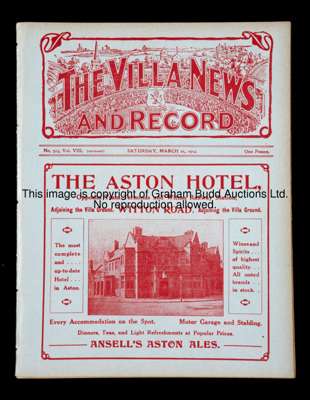 THE VILLA NEWS
AND RECORD
Vol. VIII.
SATURDAY, MARCH
One Penny.
THE ASTON HOTEL,
This image is copyright of Graham Budd Auctions Ltd
No reproduction allowed.
Adjoining the Villa Ground. WITTON ROAD. Adjoining the Villa Ground.
The most
complete
and . . .
up-to-date
Hotel . . .
in Aston.
Wines and
Spirits . .
of highest
quality . .
All noted
brands . .
in stock. .
Every Accommodation on the Spot. Motor Garage and Stabling.
Dinners, Teas, and Light Refreshments at Popular Prices.
ANSELL'S ASTON ALES.